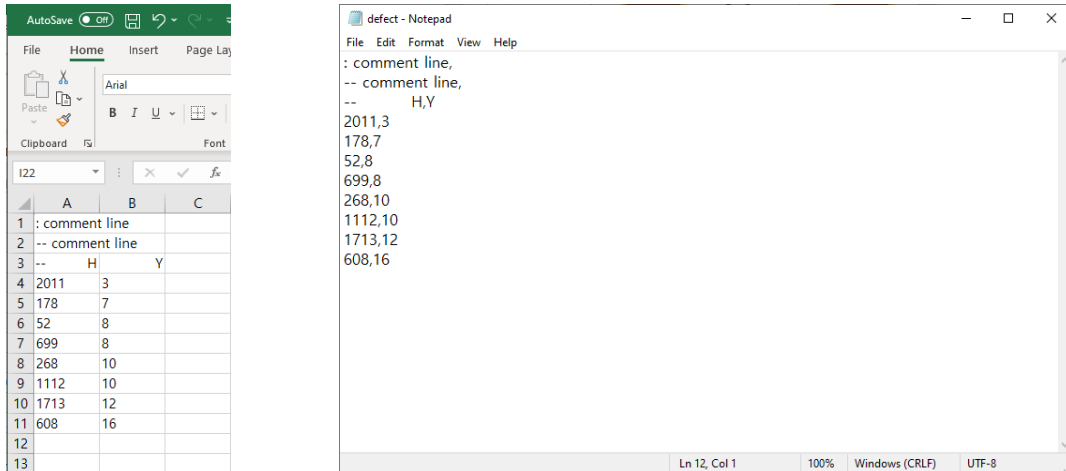 AutoSave Off
File Home Insert Page Lay
Paste
Arial
B I U
Clipboard Font
I22 fx
A B C
1 : comment line
2 -- comment line
3 -- H Y
4 2011 3
5 178 7
6 52 8
7 699 8
8 268 10
9 1112 10
10 1713 12
11 608 16
12
13
defect - Notepad
File Edit Format View Help
: comment line,
-- comment line,
-- H,Y
2011,3
178,7
52,8
699,8
268,10
1112,10
1713,12
608,16
Ln 12, Col 1 100% Windows (CRLF) UTF-8